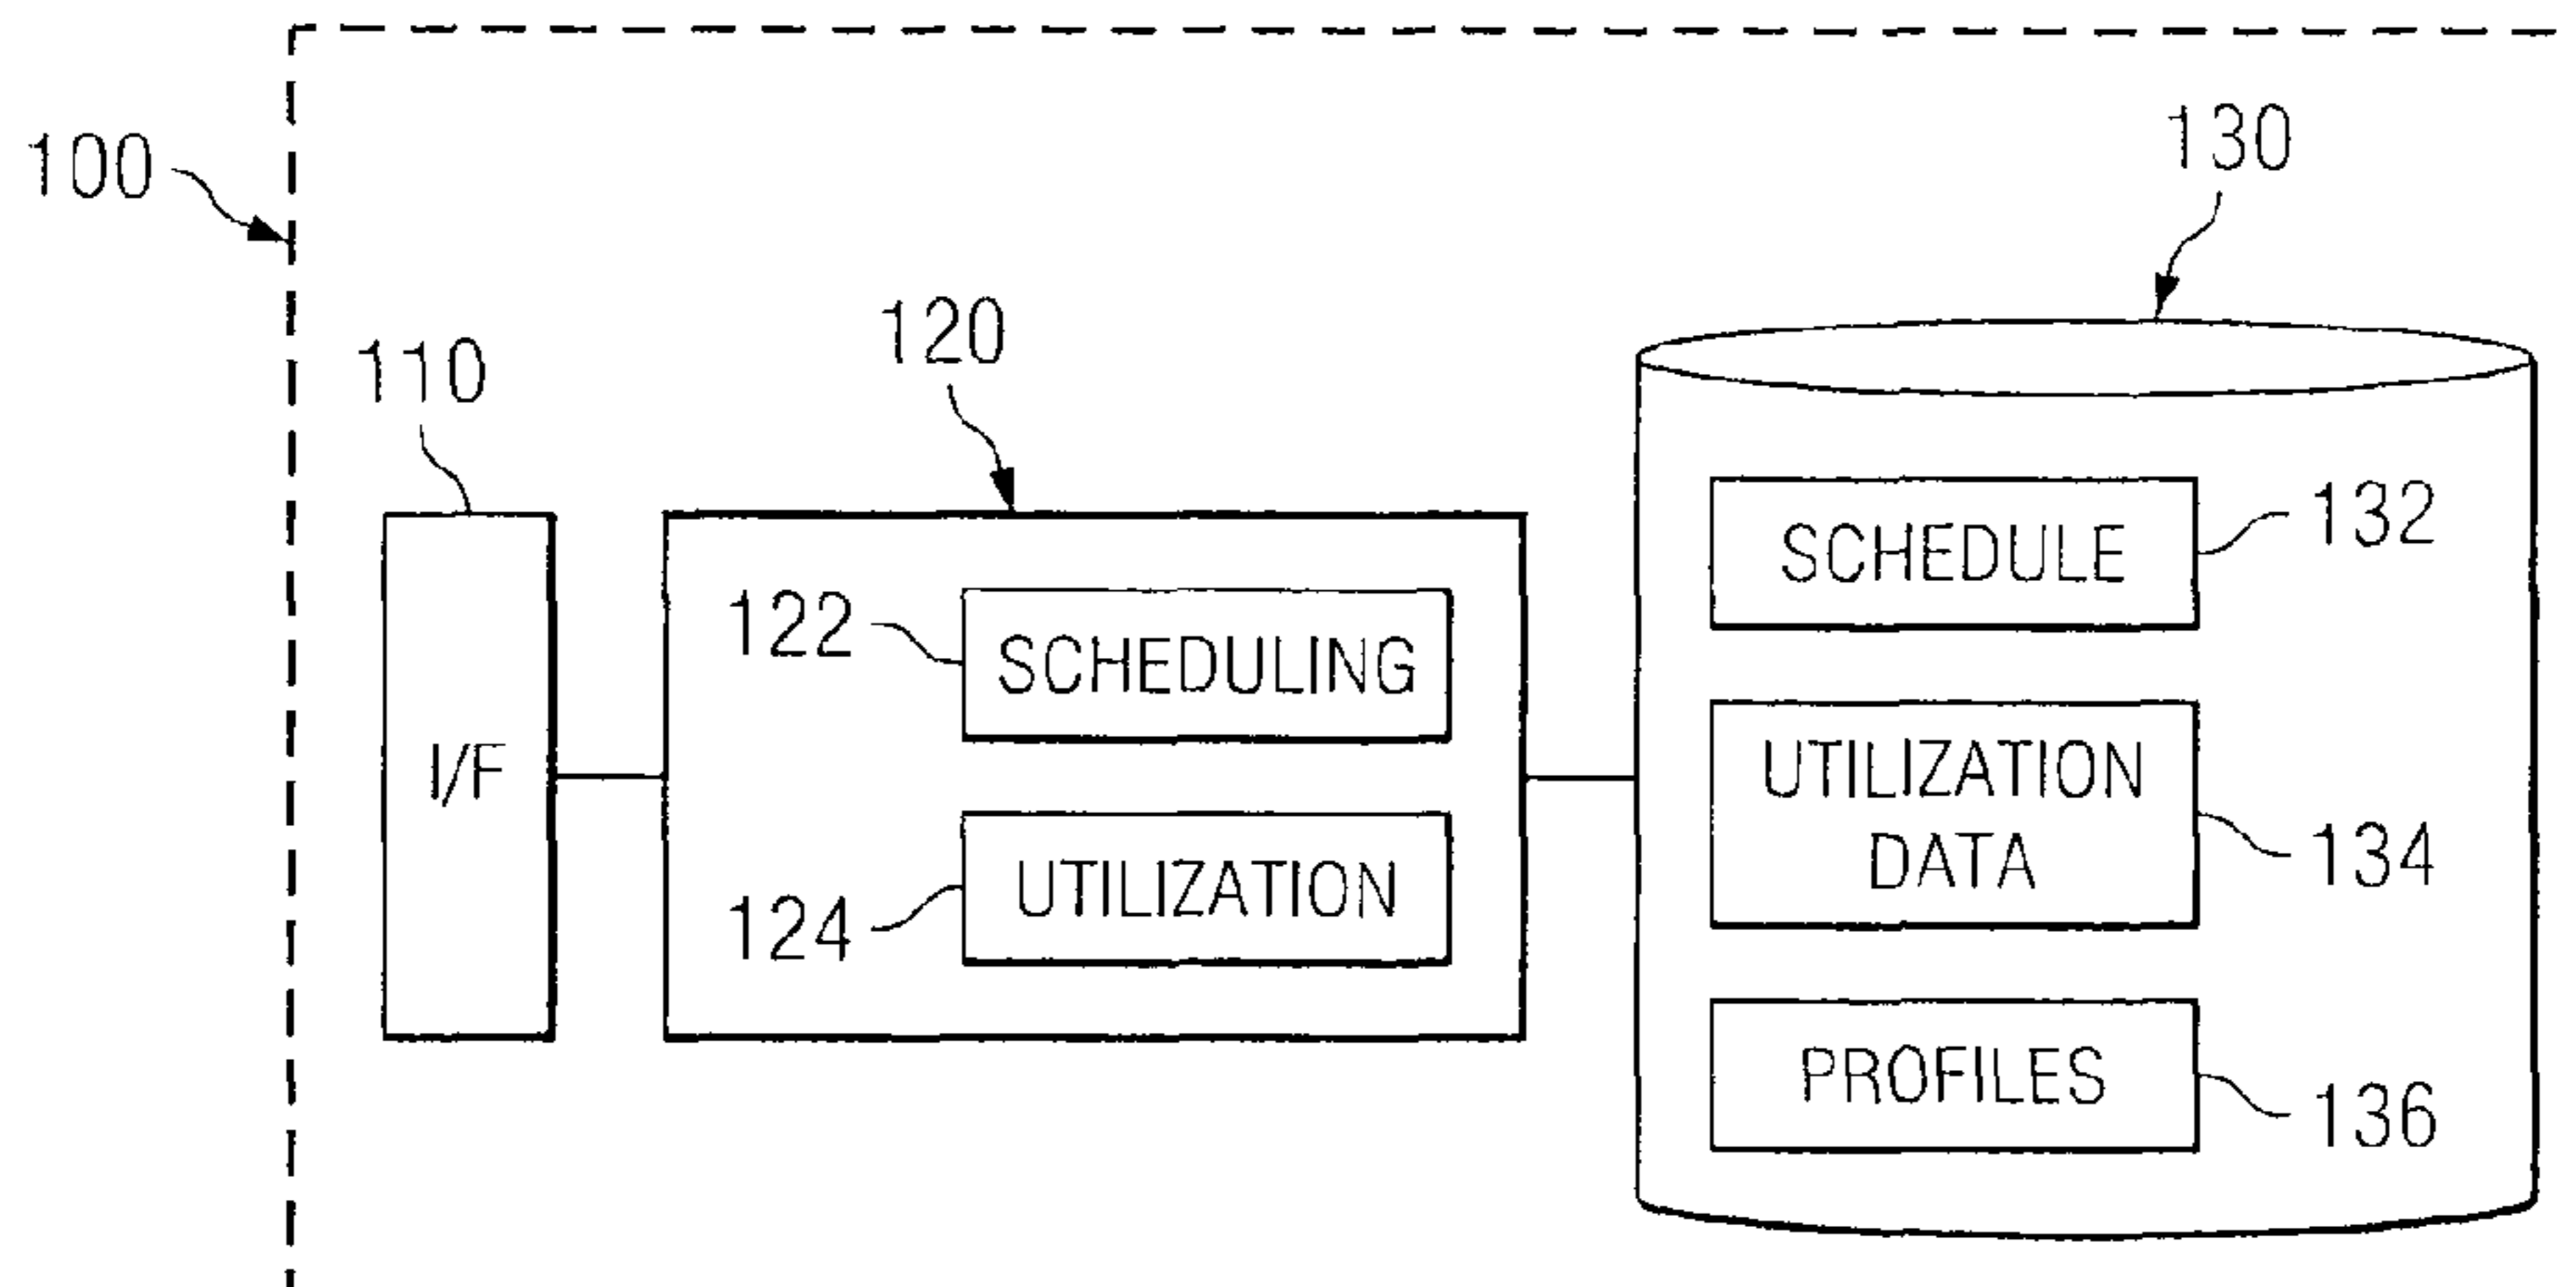 100
130
120
110
SCHEDULE
132
122
SCHEDULING
I/F
UTILIZATION
DATA
134
124
UTILIZATION
PROFILES
136